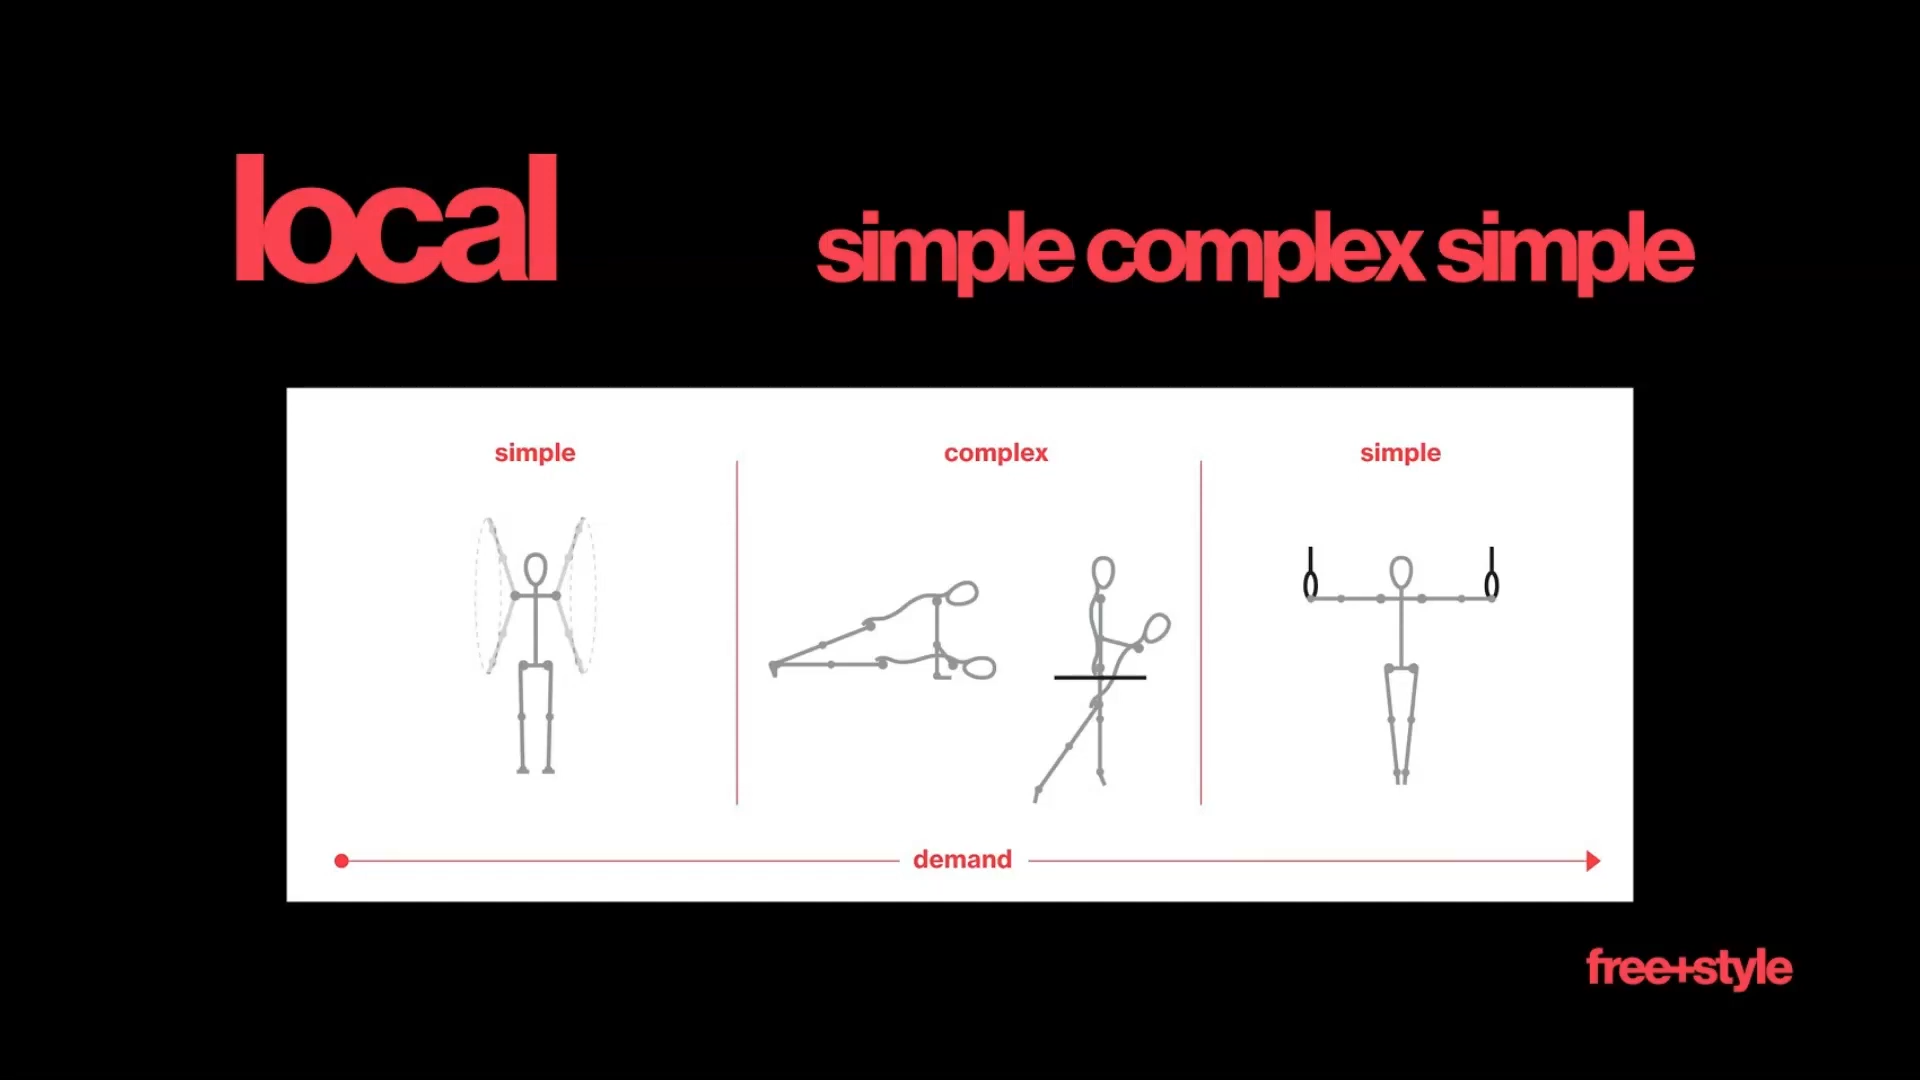 local
simple complex simple
simple
complex
simple
demand
free+style